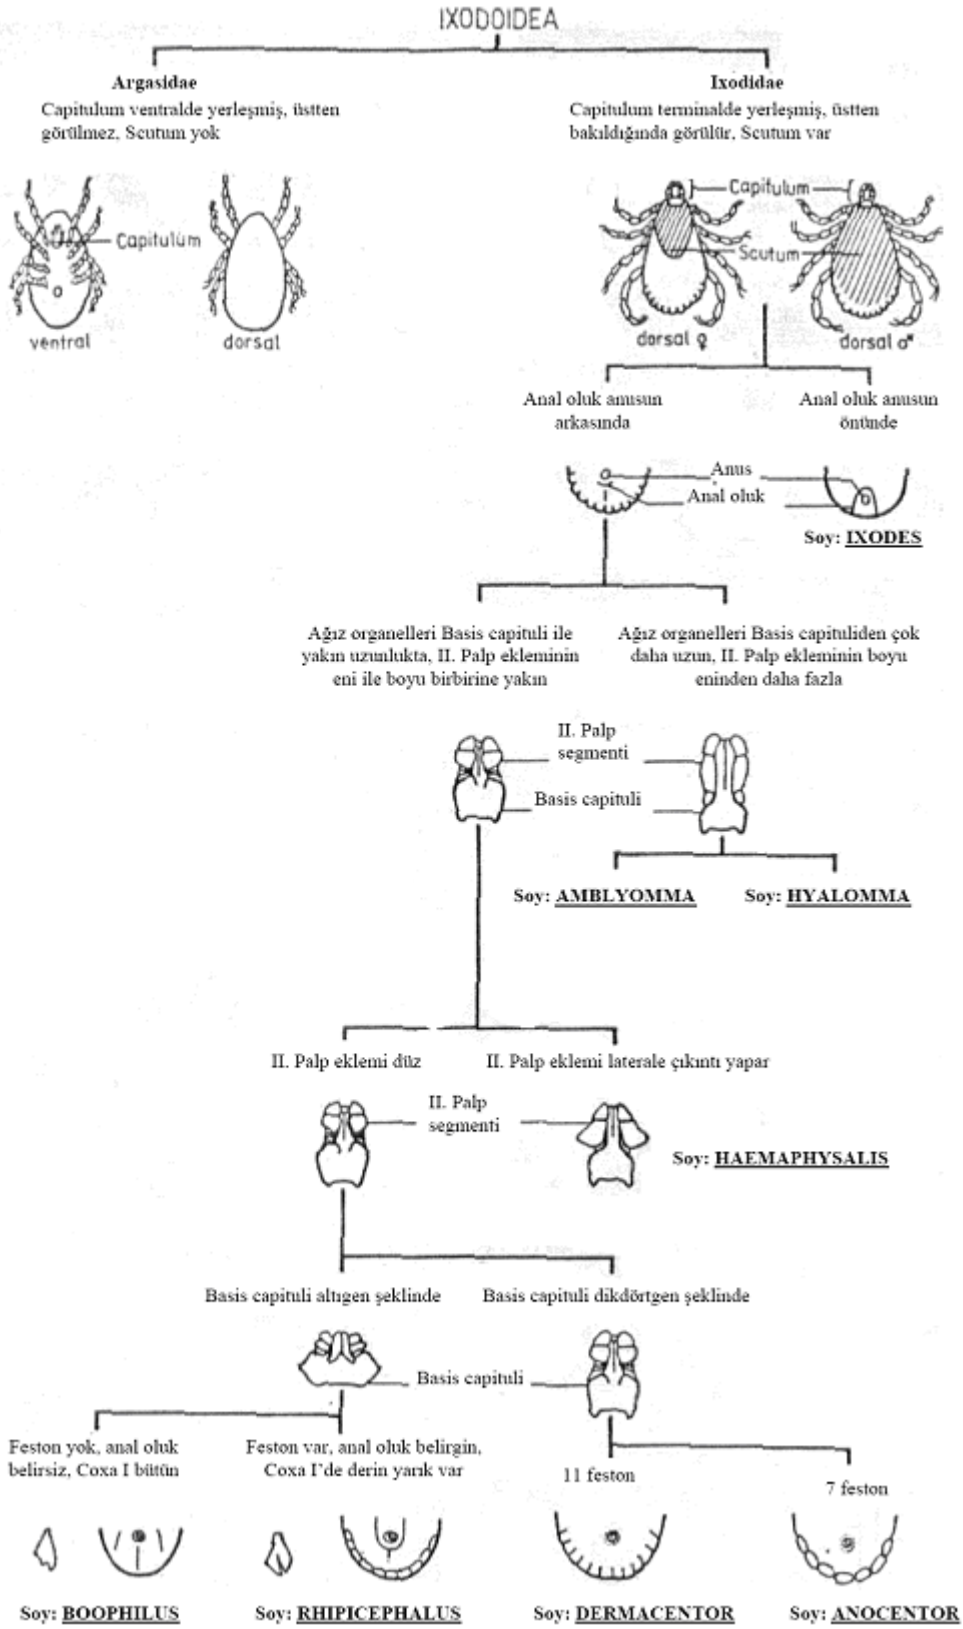 IXODOIDEA
Argasidae
Capitulum ventralde yerleşmiş, üstten
görülmez, Scutum yok
Ixodidae
Capitulum terminalde yerleşmiş, üstten
bakıldığında görülür, Scutum var
Capitulum
ventral
dorsal
Capitulum
Scutum
dorsal ♀
dorsal ♂
Anal oluk anusun
arkasında
Anal oluk anusun
önünde
Anus
Anal oluk
Soy: IXODES
Ağız organelleri Basis capituli ile
yakın uzunlukta, II. Palp ekleminin
eni ile boyu birbirine yakın
Ağız organelleri Basis capituliden çok
daha uzun, II. Palp ekleminin boyu
eninden daha fazla
II. Palp
segmenti
Basis capituli
Soy: AMBLYOMMA
Soy: HYALOMMA
II. Palp eklemi düz
II. Palp eklemi laterale çıkıntı yapar
II. Palp
segmenti
Soy: HAEMAPHYSALIS
Basis capituli altıgen şeklinde
Basis capituli dikdörtgen şeklinde
Basis capituli
Feston yok, anal oluk
belirsiz, Coxa I bütün
Feston var, anal oluk belirgin,
Coxa I'de derin yarık var
11 feston
7 feston
Soy: BOOPHILUS
Soy: RHIPICEPHALUS
Soy: DERMACENTOR
Soy: ANOCENTOR